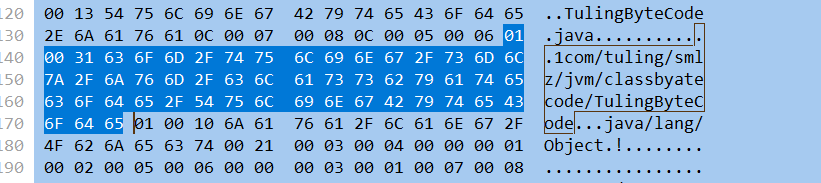 120 00 13 54 75 6C 69 6E 67 42 79 74 65 43 6F 64 65 ..TulingByteCode
130 2E 6A 61 76 61 0C 00 07 00 08 0C 00 05 00 06 01 .java...........
140 00 31 63 6F 6D 2F 74 75 6C 69 6E 67 2F 73 6D 6C .1com/tuling/sml
150 7A 2F 6A 76 6D 2F 63 6C 61 73 73 62 79 61 74 65 z/jvm/classbyate
160 63 6F 64 65 2F 54 75 6C 69 6E 67 42 79 74 65 43 code/TulingByteC
170 6F 64 65 01 00 10 6A 61 76 61 2F 6C 61 6E 67 2F ode...java/lang/
180 4F 62 6A 65 63 74 00 21 00 03 00 04 00 00 00 01 Object.!........
190 00 02 00 05 00 06 00 00 00 03 00 01 00 07 00 08 ................